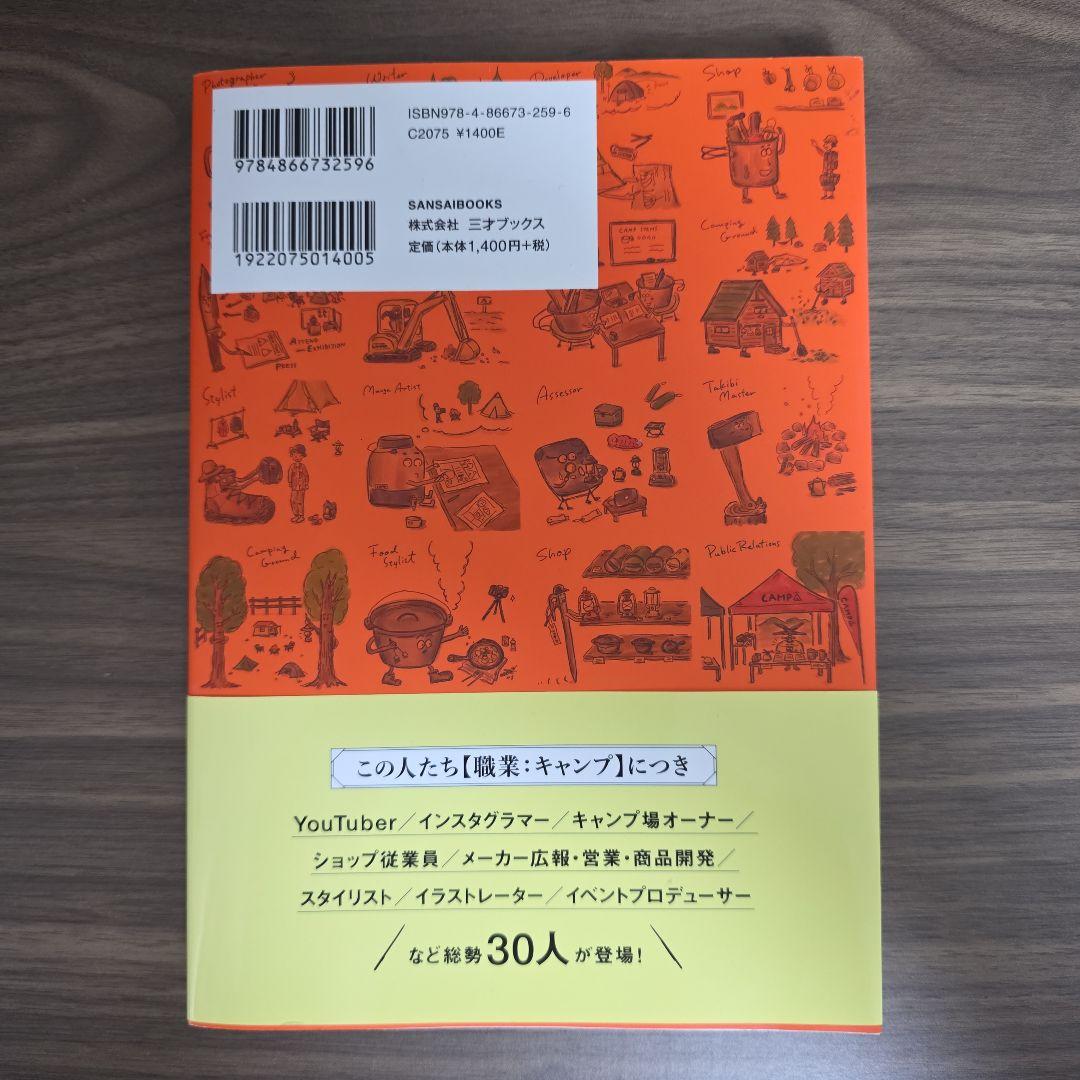 Photographer
Writer
Developer
Shop
ISBN978-4-86673-259-6
C2075 ¥1400E
9784866732596
SANSAIBOOKS
株式会社 三才ブックス
定価(本体1,400円+税)
1922075014005
CAMP ITEMS
Camping
Ground
ATTEND
EXHIBITION
PRESS
Stylist
Manga Artist
Assessor
Takibi
Master
Camping
Ground
Food
Stylist
Shop
Public Relations
CAMP
CAMP
この人たち【職業:キャンプ】につき
YouTuber/インスタグラマー/キャンプ場オーナー/
ショップ従業員/メーカー広報・営業・商品開発/
スタイリスト/イラストレーター/イベントプロデューサー
など総勢30人が登場!